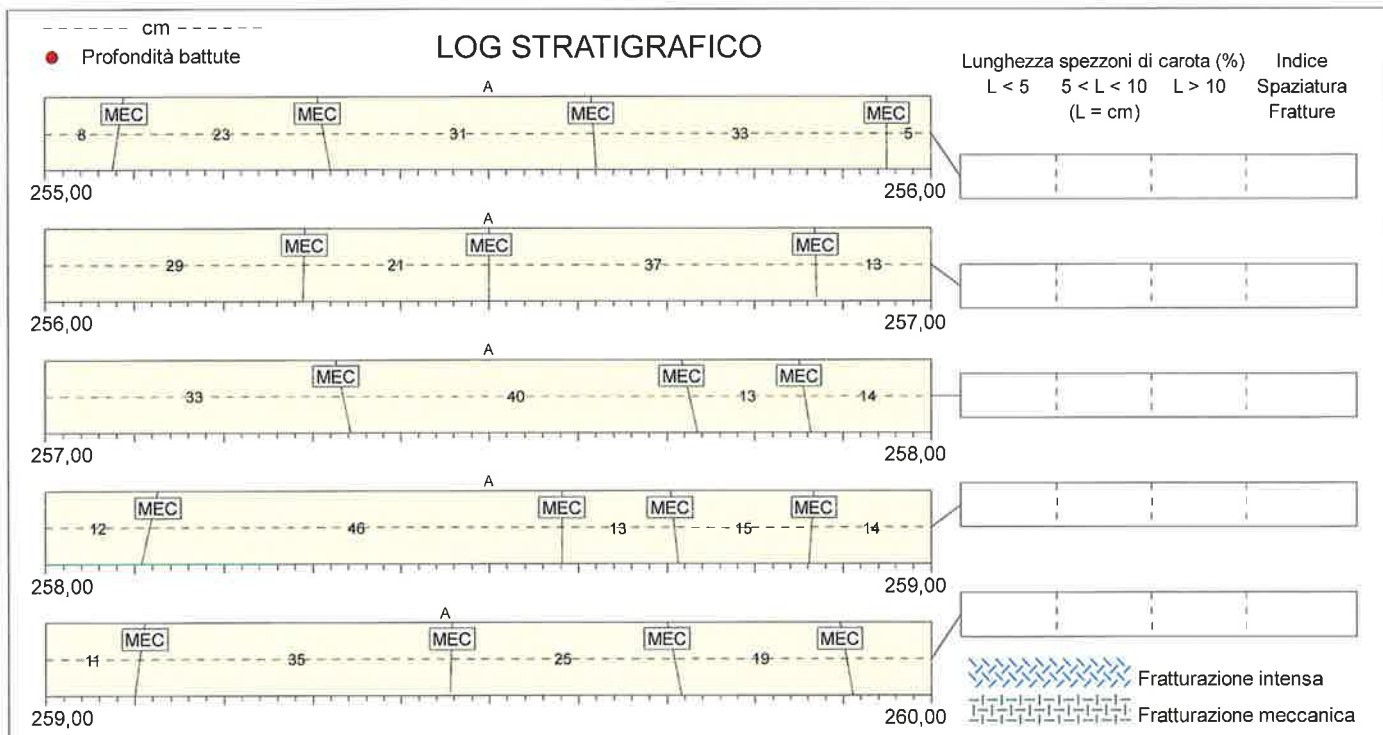 cm
Profondità battute
LOG STRATIGRAFICO
Lunghezza spezzoni di carota (%) Indice
L < 5 5 < L < 10 L > 10 Spaziatura
(L = cm) Fratture
A
MEC MEC MEC MEC
8 23 31 33 5
255,00 256,00
A
MEC MEC MEC
29 21 37 13
256,00 257,00
A
MEC MEC MEC
33 40 13 14
257,00 258,00
A
MEC MEC MEC MEC
12 46 13 15 14
258,00 259,00
A
MEC MEC MEC MEC
11 35 25 19
259,00 260,00
Fratturazione intensa
Fratturazione meccanica